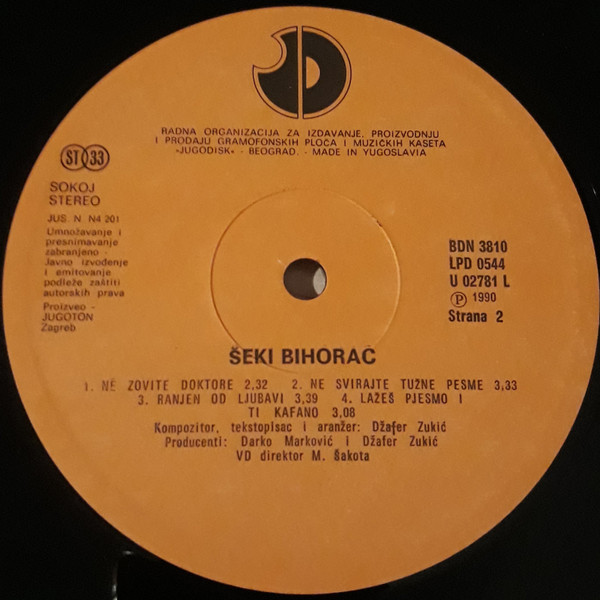 JD
RADNA ORGANIZACIJA ZA IZDAVANJE, PROIZVODNJU
I PRODAJU GRAMOFONSKIH PLOČA I MUZIČKIH KASETA
»JUGODISK« - BEOGRAD. - MADE IN YUGOSLAVIA
ST 33
SOKOJ
STEREO
JUS N N4 201
Umnožavanje i
presnimavanje
zabranjeno -
Javno izvođenje
i emitovanje
podleže zaštiti
autorskih prava
Proizveo -
JUGOTON
Zagreb
BDN 3810
LPD 0544
U 02781 L
Ⓟ 1990
Strana 2
ŠEKI BIHORAC
1. NE ZOVITE DOKTORE 2,32 2. NE SVIRAJTE TUŽNE PESME 3,33
3. RANJEN OD LJUBAVI 3,39 4. LAŽEŠ PJESMO I
TI KAFANO 3,08
Kompozitor, tekstopisac i aranžer: Džafer Zukić
Producenti: Darko Marković i Džafer Zukić
VD direktor M. Šakota